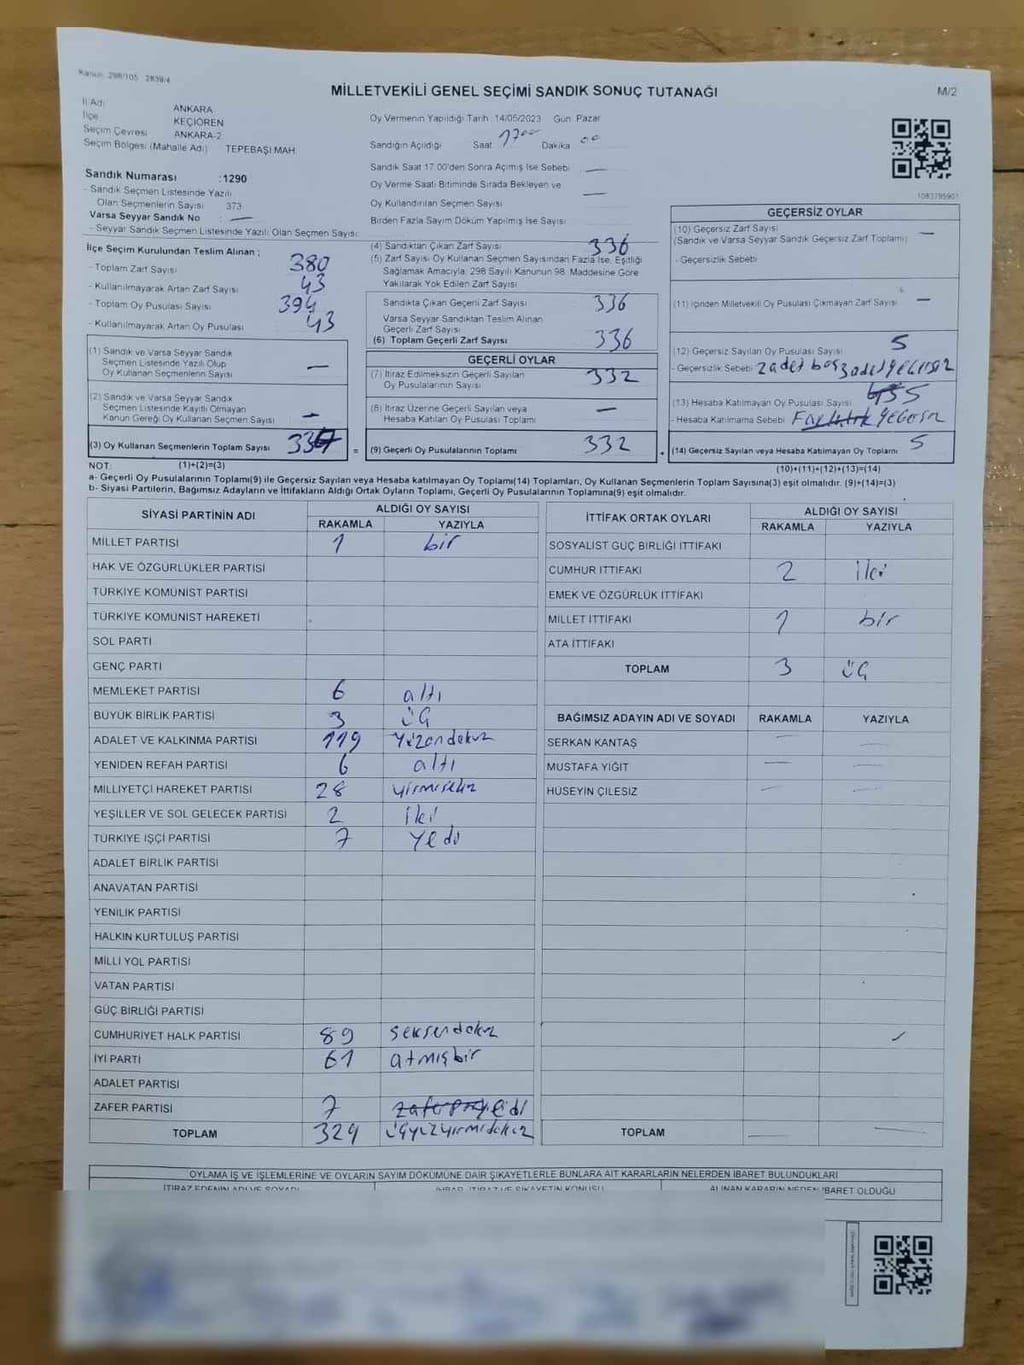 Kanun: 298/105 2839/4
MİLLETVEKİLİ GENEL SEÇİMİ SANDIK SONUÇ TUTANAĞI
M/2
İl Adı ANKARA
İlçe KEÇİÖREN
Seçim Çevresi ANKARA-2
Seçim Bölgesi (Mahalle Adı) TEPEBAŞI MAH.
Oy Vermenin Yapıldığı Tarih :14/05/2023 Gün: Pazar
Sandığın Açıldığı Saat 17 00 Dakika 00
Sandık Saat 17.00'den Sonra Açımış İse Sebebi —
Oy Verme Saati Bitiminde Sırada Bekleyen ve
Oy Kullandırılan Seçmen Sayısı —
Birden Fazla Sayım Döküm Yapılmış İse Sayısı
1083795901
Sandık Numarası :1290
- Sandık Seçmen Listesinde Yazılı
Olan Seçmenlerin Sayısı 373
Varsa Seyyar Sandık No : —
- Seyyar Sandık Seçmen Listesinde Yazılı Olan Seçmen Sayısı:
İlçe Seçim Kurulundan Teslim Alınan ;
- Toplam Zarf Sayısı 380
- Kullanılmayarak Artan Zarf Sayısı 43
- Toplam Oy Pusulası Sayısı 394
- Kullanılmayarak Artan Oy Pusulası 43
(1) Sandık ve Varsa Seyyar Sandık
Seçmen Listesinde Yazılı Olup
Oy Kullanan Seçmenlerin Sayısı —
(2) Sandık ve Varsa Seyyar Sandık
Seçmen Listesinde Kayıtlı Olmayan
Kanun Gereği Oy Kullanan Seçmen Sayısı —
(3) Oy Kullanan Seçmenlerin Toplam Sayısı =
(4) Sandıktan Çıkan Zarf Sayısı 336
(5) Zarf Sayısı Oy Kullanan Seçmen Sayısından Fazla İse, Eşitliği
Sağlamak Amacıyla, 298 Sayılı Kanunun 98. Maddesine Göre
Yakılarak Yok Edilen Zarf Sayısı
Sandıkta Çıkan Geçerli Zarf Sayısı 336
Varsa Seyyar Sandıktan Teslim Alınan
Geçerli Zarf Sayısı
(6) Toplam Geçerli Zarf Sayısı 336
GEÇERLİ OYLAR
(7) İtiraz Edilmeksizin Geçerli Sayılan
Oy Pusulalarının Sayısı 332
(8) İtiraz Üzerine Geçerli Sayılan veya
Hesaba Katılan Oy Pusulaları Toplamı —
(9) Geçerli Oy Pusulalarının Toplamı 332
GEÇERSİZ OYLAR
(10) Geçersiz Zarf Sayısı —
(Sandık ve Varsa Seyyar Sandık Geçersiz Zarf Toplamı)
- Geçersizlik Sebebi
(11) İçinden Milletvekili Oy Pusulası Çıkmayan Zarf Sayısı —
(12) Geçersiz Sayılan Oy Pusulası Sayısı 5
- Geçersizlik Sebebi 2 adet boş 3 adet geçersiz
(13) Hesaba Katılmayan Oy Pusulası Sayısı
- Hesaba Katılmama Sebebi
(14) Geçersiz Sayılan veya Hesaba Katılmayan Oy Toplamı 5
NOT: (1)+(2)=(3) (10)+(11)+(12)+(13)=(14)
a- Geçerli Oy Pusulalarının Toplamı(9) ile Geçersiz Sayılan veya Hesaba katılmayan Oy Toplamı(14) Toplamları, Oy Kullanan Seçmenlerin Toplam Sayısına(3) eşit olmalıdır. (9)+(14)=(3)
b- Siyasi Partilerin, Bağımsız Adayların ve İttifakların Aldığı Ortak Oyların Toplamı, Geçerli Oy Pusulalarının Toplamına(9) eşit olmalıdır.
SİYASİ PARTİNİN ADI ALDIĞI OY SAYISI
RAKAMLA YAZIYLA
MİLLET PARTİSİ 1 bir
HAK VE ÖZGÜRLÜKLER PARTİSİ
TÜRKİYE KOMÜNİST PARTİSİ
TÜRKİYE KOMÜNİST HAREKETİ
SOL PARTİ
GENÇ PARTİ
MEMLEKET PARTİSİ 6 altı
BÜYÜK BİRLİK PARTİSİ 3 üç
ADALET VE KALKINMA PARTİSİ 119 yüzondokuz
YENİDEN REFAH PARTİSİ 6 altı
MİLLİYETÇİ HAREKET PARTİSİ 28 yirmisekiz
YEŞİLLER VE SOL GELECEK PARTİSİ 2 iki
TÜRKİYE İŞÇİ PARTİSİ 7 yedi
ADALET BİRLİK PARTİSİ
ANAVATAN PARTİSİ
YENİLİK PARTİSİ
HALKIN KURTULUŞ PARTİSİ
MİLLİ YOL PARTİSİ
VATAN PARTİSİ
GÜÇ BİRLİĞİ PARTİSİ
CUMHURİYET HALK PARTİSİ 89 seksendokuz
İYİ PARTİ 61 atmışbir
ADALET PARTİSİ
ZAFER PARTİSİ 7 yedi
TOPLAM 329 üçyüzyirmidokuz
İTTİFAK ORTAK OYLARI ALDIĞI OY SAYISI
RAKAMLA YAZIYLA
SOSYALİST GÜÇ BİRLİĞİ İTTİFAKI
CUMHUR İTTİFAKI 2 iki
EMEK VE ÖZGÜRLÜK İTTİFAKI
MİLLET İTTİFAKI 1 bir
ATA İTTİFAKI
TOPLAM 3 üç
BAĞIMSIZ ADAYIN ADI VE SOYADI RAKAMLA YAZIYLA
SERKAN KANTAŞ — —
MUSTAFA YİĞİT — —
HÜSEYİN ÇİLESİZ — —
TOPLAM — —
OYLAMA İŞ VE İŞLEMLERİNE VE OYLARIN SAYIM DÖKÜMÜNE DAİR ŞİKAYETLERLE BUNLARA AİT KARARLARIN NELERDEN İBARET BULUNDUKLARI
İTİRAZ EDENİN ADI VE SOYADI İHBAR, İTİRAZ VE ŞİKAYETİN KONUSU ALINAN KARARIN NEDEN İBARET OLDUĞU